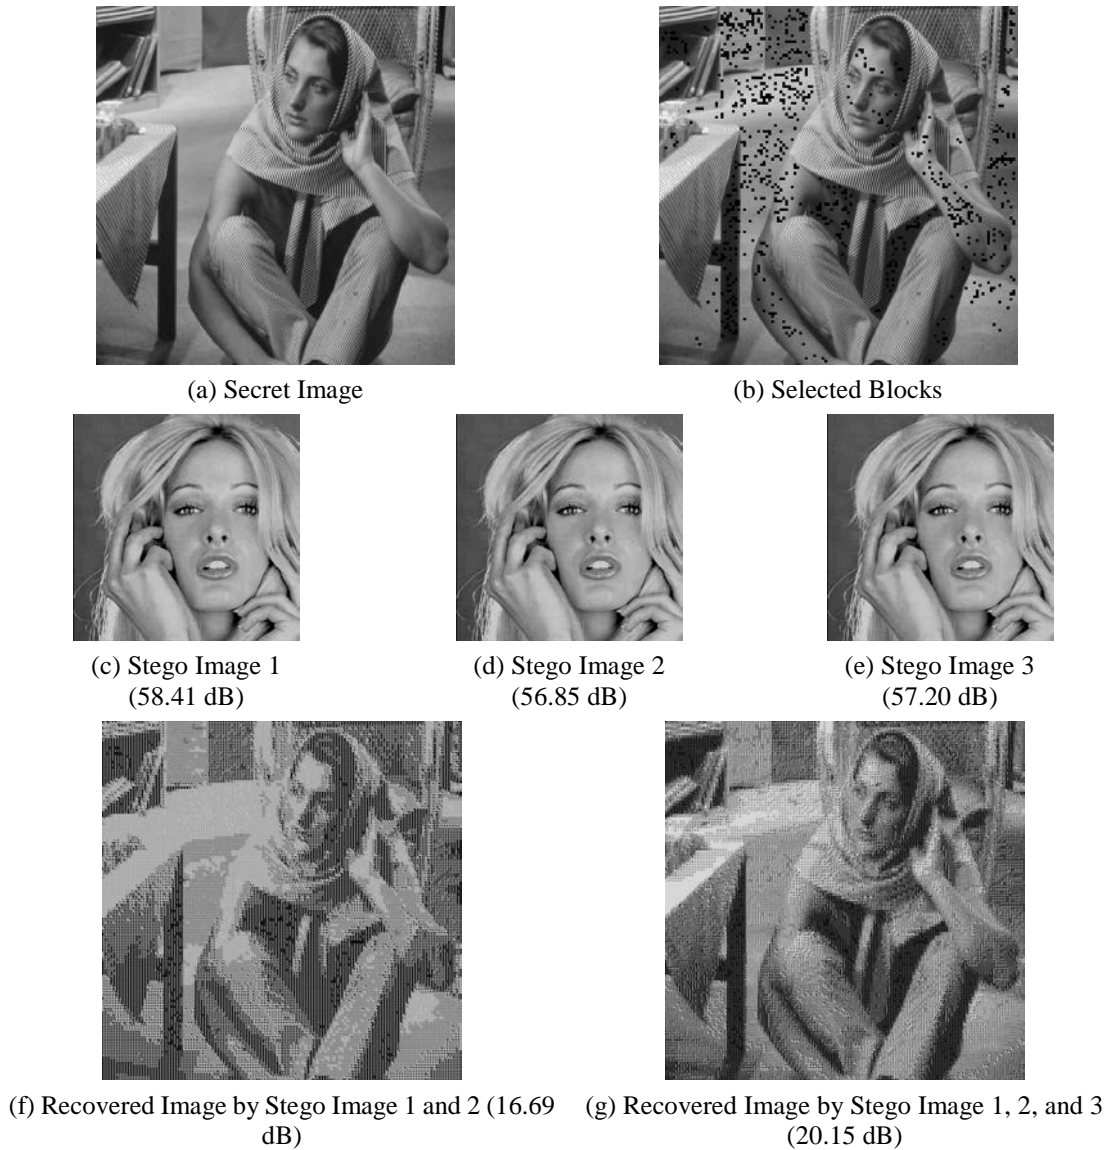 (a) Secret Image
(b) Selected Blocks
(c) Stego Image 1
(58.41 dB)
(d) Stego Image 2
(56.85 dB)
(e) Stego Image 3
(57.20 dB)
(f) Recovered Image by Stego Image 1 and 2 (16.69
dB)
(g) Recovered Image by Stego Image 1, 2, and 3
(20.15 dB)